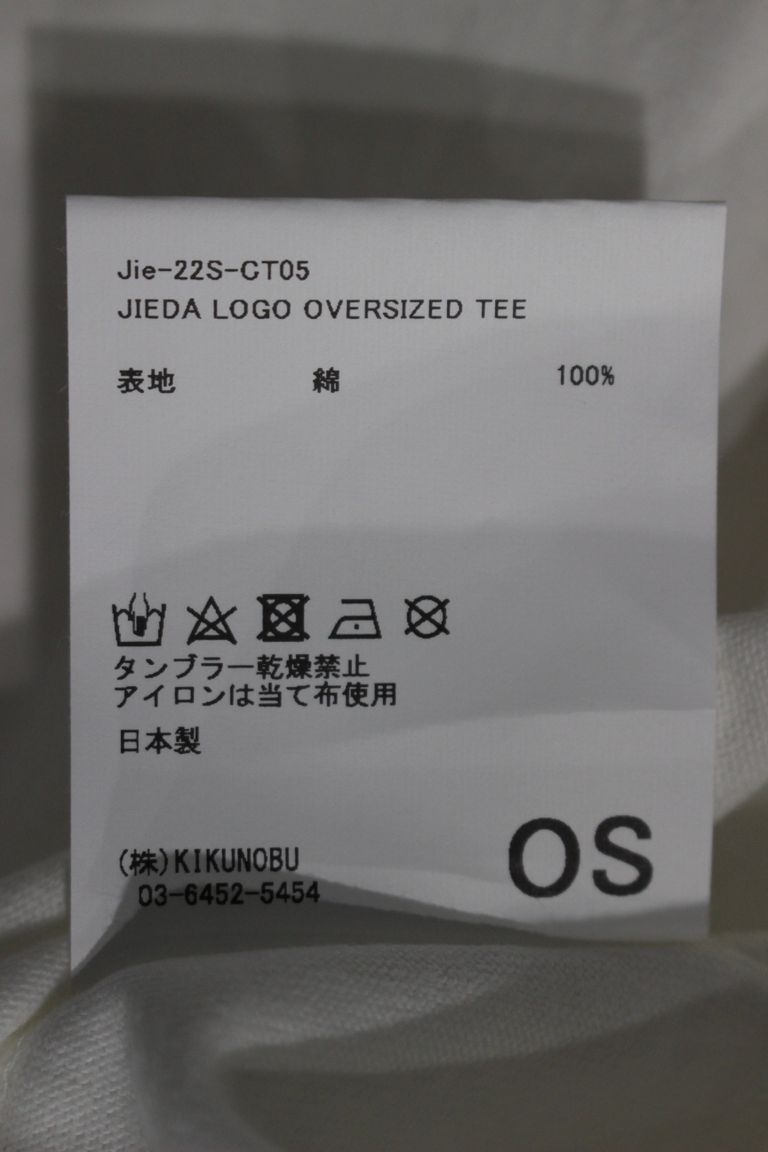 Jie-22S-CT05
JIEDA LOGO OVERSIZED TEE
表地 綿 100%
タンブラー乾燥禁止
アイロンは当て布使用
日本製
(株)KIKUNOBU
03-6452-5454
OS